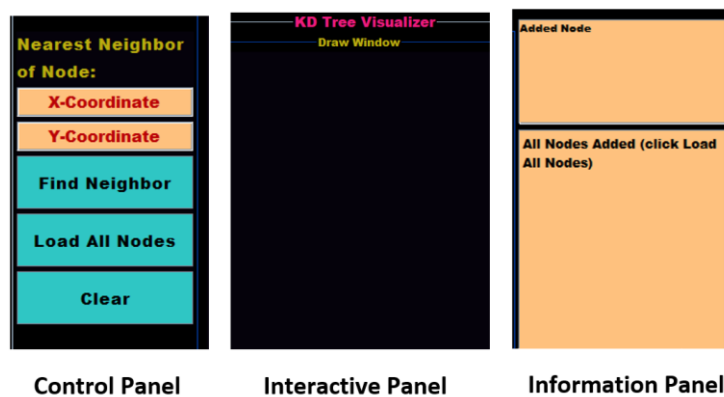 Nearest Neighbor
of Node:
X-Coordinate
Y-Coordinate
Find Neighbor
Load All Nodes
Clear
Control Panel
KD Tree Visualizer
Draw Window
Interactive Panel
Added Node
All Nodes Added (click Load
All Nodes)
Information Panel